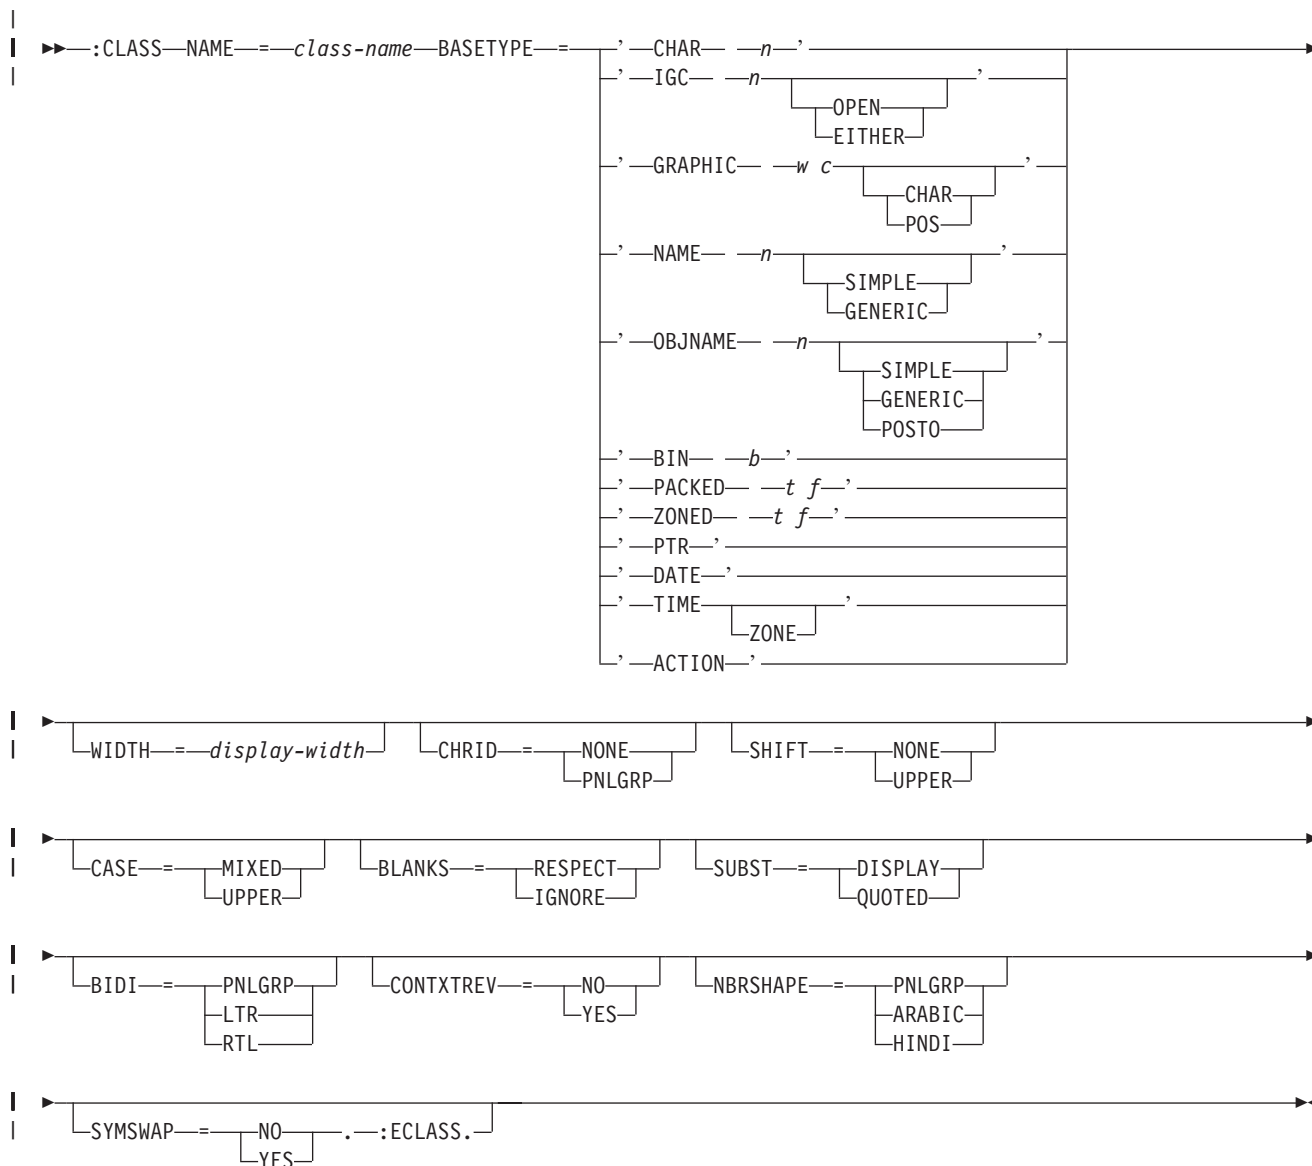 :CLASS NAME = class-name BASETYPE = ' CHAR n '
' IGC n '
OPEN
EITHER
' GRAPHIC w c '
CHAR
POS
' NAME n '
SIMPLE
GENERIC
' OBJNAME n '
SIMPLE
GENERIC
POSTO
' BIN b '
' PACKED t f '
' ZONED t f '
' PTR '
' DATE '
' TIME '
ZONE
' ACTION '
WIDTH = display-width CHRID = NONE SHIFT = NONE
PNLGRP UPPER
CASE = MIXED BLANKS = RESPECT SUBST = DISPLAY
UPPER IGNORE QUOTED
BIDI = PNLGRP CONTXTREV = NO NBRSHAPE = PNLGRP
LTR YES ARABIC
RTL HINDI
SYMSWAP = NO . :ECLASS.
YES